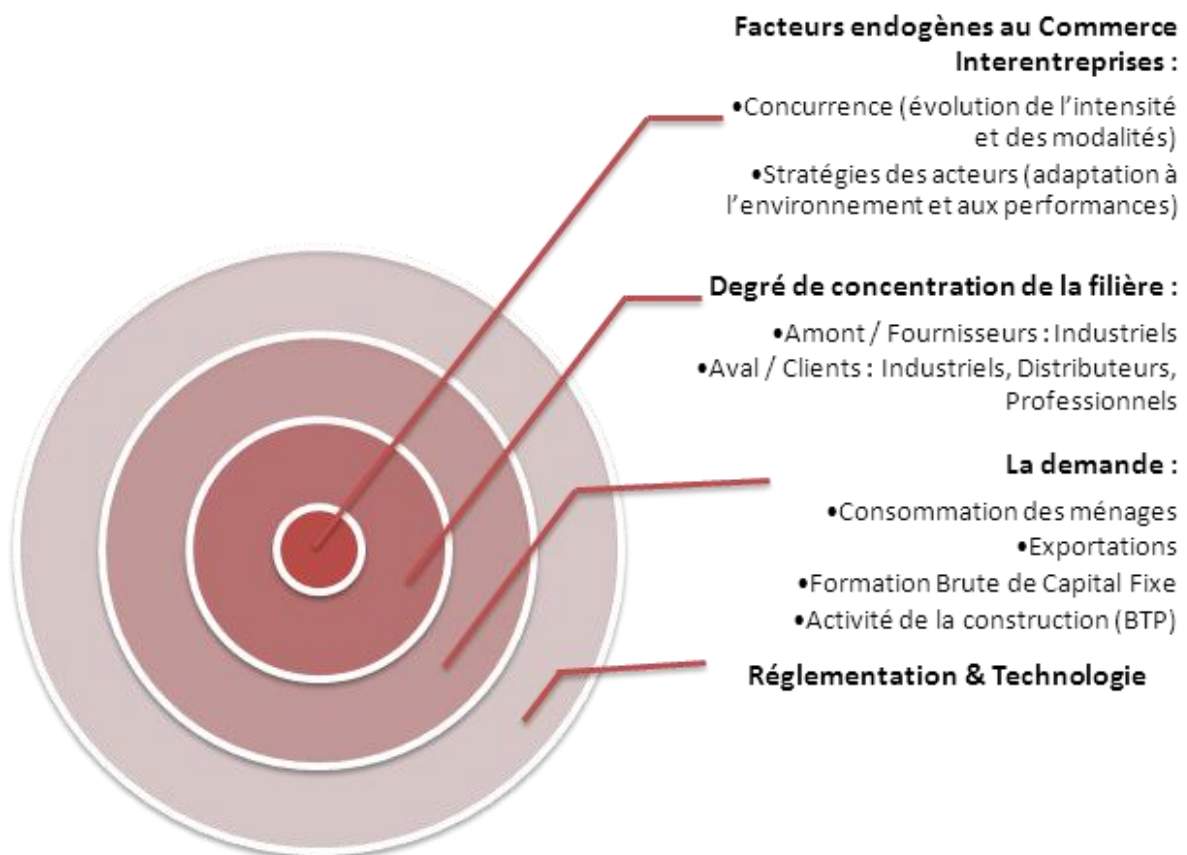 Facteurs endogènes au Commerce
Interentreprises :
•Concurrence (évolution de l’intensité
et des modalités)
•Stratégies des acteurs (adaptation à
l’environnement et aux performances)
Degré de concentration de la filière :
•Amont / Fournisseurs : Industriels
•Aval / Clients : Industriels, Distributeurs,
Professionnels
La demande :
•Consommation des ménages
•Exportations
•Formation Brute de Capital Fixe
•Activité de la construction (BTP)
Réglementation & Technologie